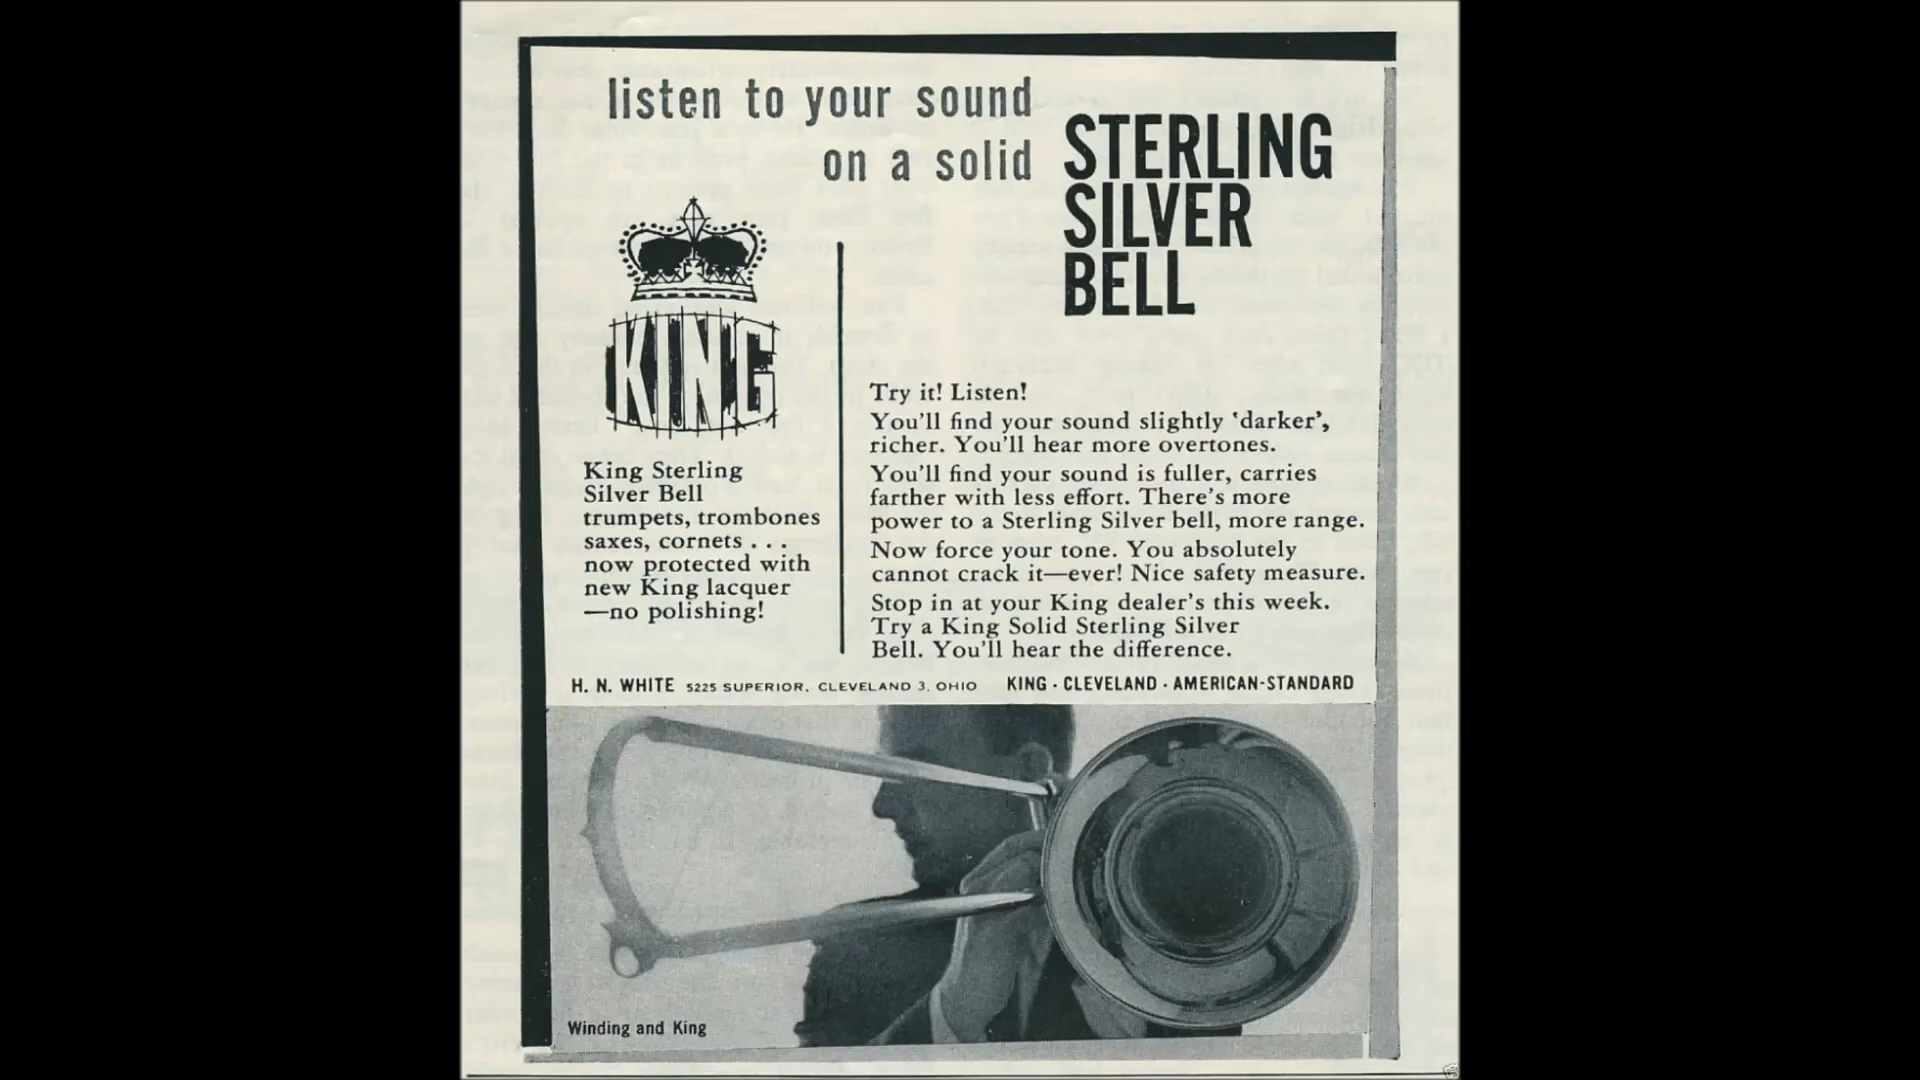 listen to your sound
on a solid
STERLING
SILVER
BELL
KING
King Sterling
Silver Bell
trumpets, trombones
saxes, cornets . . .
now protected with
new King lacquer
—no polishing!
Try it! Listen!
You'll find your sound slightly 'darker',
richer. You'll hear more overtones.
You'll find your sound is fuller, carries
farther with less effort. There's more
power to a Sterling Silver bell, more range.
Now force your tone. You absolutely
cannot crack it—ever! Nice safety measure.
Stop in at your King dealer's this week.
Try a King Solid Sterling Silver
Bell. You'll hear the difference.
H. N. WHITE 5225 SUPERIOR, CLEVELAND 3, OHIO KING · CLEVELAND · AMERICAN-STANDARD
Winding and King